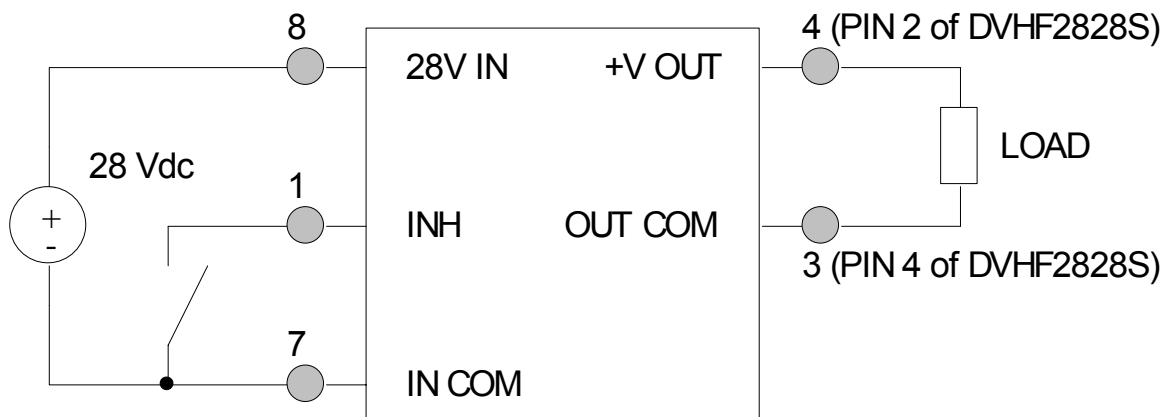 8
4 (PIN 2 of DVHF2828S)
28V IN
+V OUT
28 Vdc
LOAD
1
+
-
INH
OUT COM
3 (PIN 4 of DVHF2828S)
7
IN COM